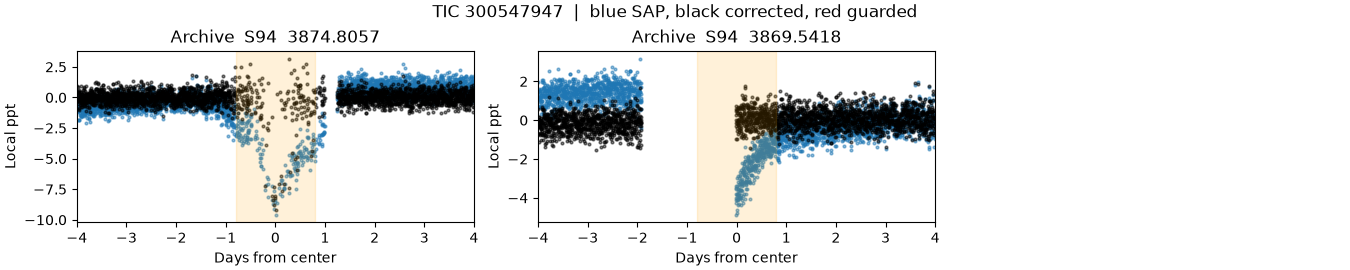 TIC 300547947 | blue SAP, black corrected, red guarded
Archive S94 3874.8057
Archive S94 3869.5418
Local ppt
2.5
0.0
−2.5
−5.0
−7.5
−10.0
−4 −3 −2 −1 0 1 2 3 4
Days from center
Local ppt
2
0
−2
−4
−4 −3 −2 −1 0 1 2 3 4
Days from center